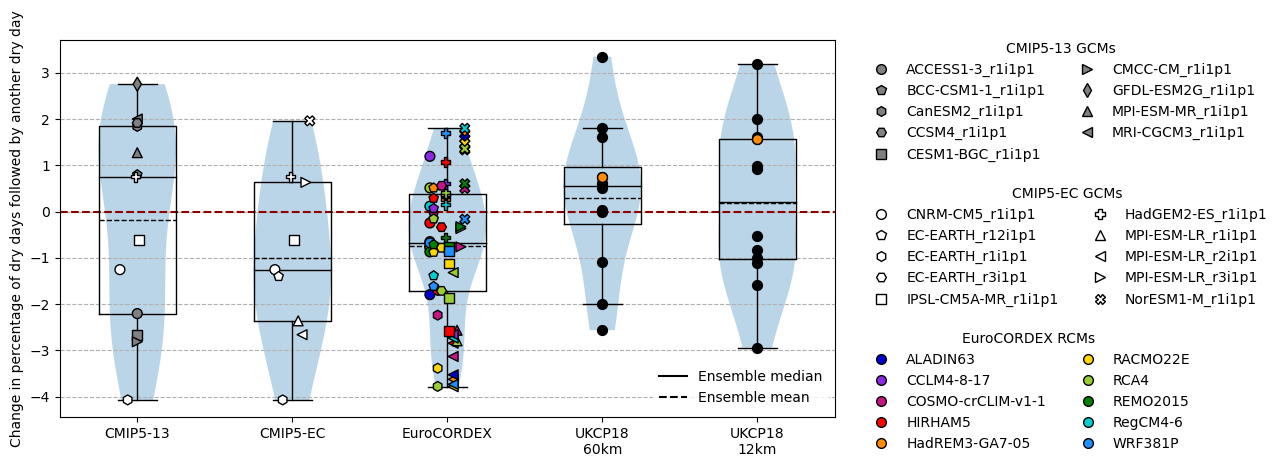 Change in percentage of dry days followed by another dry day
3
2
1
0
−1
−2
−3
−4
CMIP5-13
CMIP5-EC
EuroCORDEX
UKCP18
60km
UKCP18
12km
Ensemble median
Ensemble mean
CMIP5-13 GCMs
ACCESS1-3_r1i1p1
BCC-CSM1-1_r1i1p1
CanESM2_r1i1p1
CCSM4_r1i1p1
CESM1-BGC_r1i1p1
CMCC-CM_r1i1p1
GFDL-ESM2G_r1i1p1
MPI-ESM-MR_r1i1p1
MRI-CGCM3_r1i1p1
CMIP5-EC GCMs
CNRM-CM5_r1i1p1
EC-EARTH_r12i1p1
EC-EARTH_r1i1p1
EC-EARTH_r3i1p1
IPSL-CM5A-MR_r1i1p1
HadGEM2-ES_r1i1p1
MPI-ESM-LR_r1i1p1
MPI-ESM-LR_r2i1p1
MPI-ESM-LR_r3i1p1
NorESM1-M_r1i1p1
EuroCORDEX RCMs
ALADIN63
CCLM4-8-17
COSMO-crCLIM-v1-1
HIRHAM5
HadREM3-GA7-05
RACMO22E
RCA4
REMO2015
RegCM4-6
WRF381P